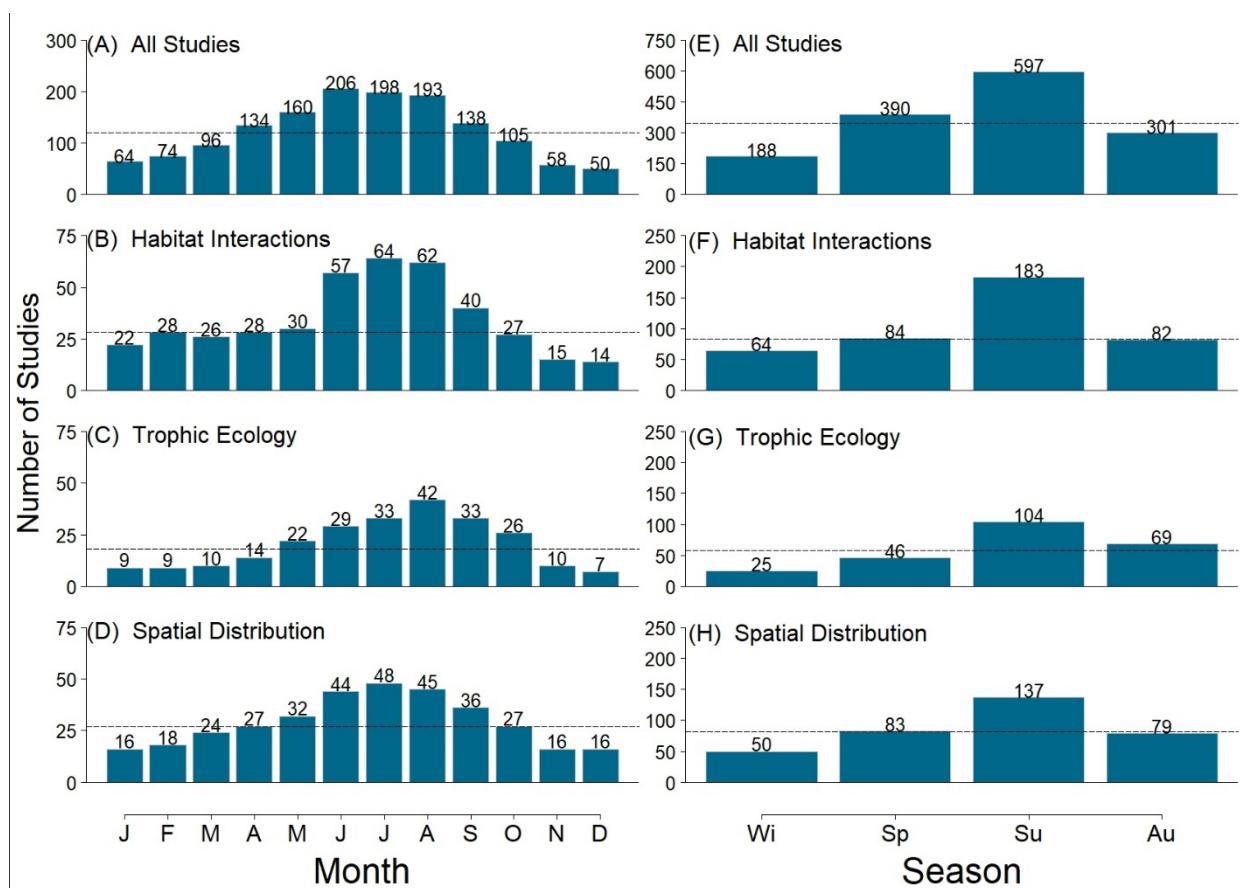 Number of Studies
(A) All Studies
300
200
100
0
64 74 96 134 160 206 198 193 138 105 58 50
(B) Habitat Interactions
75
50
25
0
22 28 26 28 30 57 64 62 40 27 15 14
(C) Trophic Ecology
75
50
25
0
9 9 10 14 22 29 33 42 33 26 10 7
(D) Spatial Distribution
75
50
25
0
16 18 24 27 32 44 48 45 36 27 16 16
J F M A M J J A S O N D
Month
(E) All Studies
750
600
450
300
150
0
188 390 597 301
(F) Habitat Interactions
250
200
150
100
50
0
64 84 183 82
(G) Trophic Ecology
250
200
150
100
50
0
25 46 104 69
(H) Spatial Distribution
250
200
150
100
50
0
50 83 137 79
Wi Sp Su Au
Season